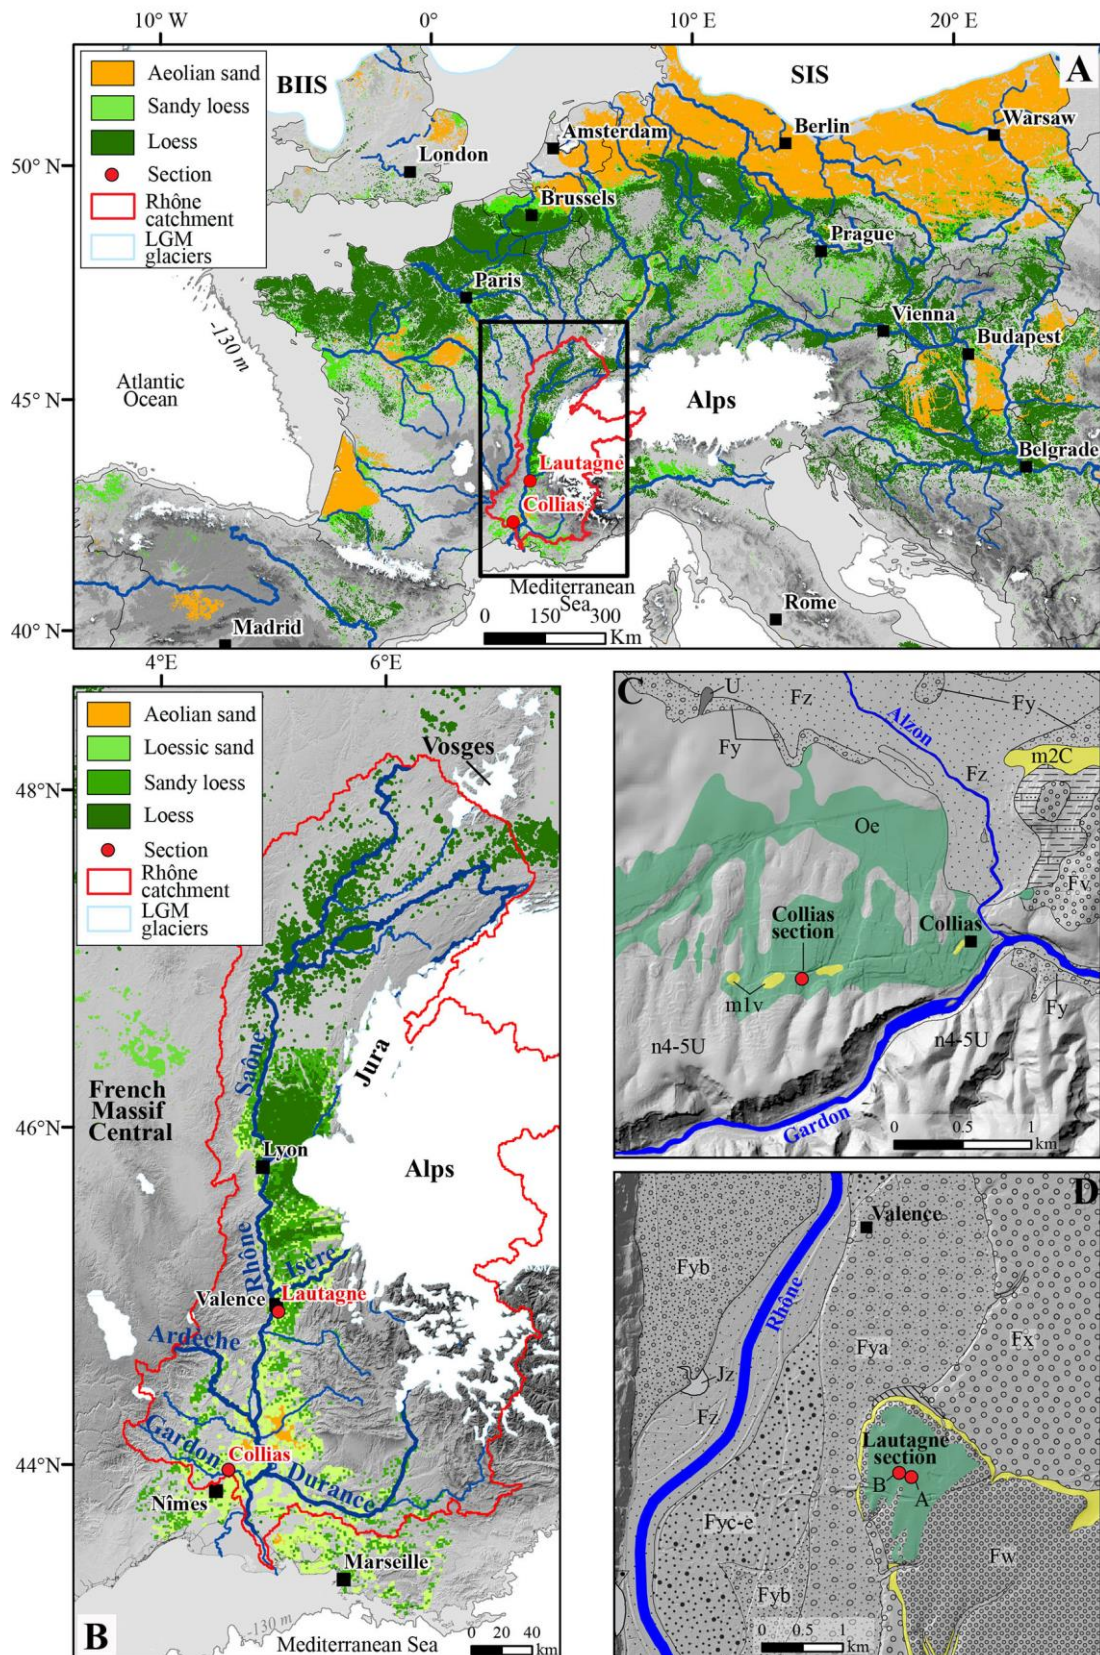 10° W
0°
10° E
20° E
A
Aeolian sand
Sandy loess
Loess
Section
Rhône
catchment
LGM
glaciers
BIIS
SIS
London
Amsterdam
Berlin
Warsaw
50° N
Brussels
Prague
Paris
Vienna
Budapest
-130 m
Atlantic
Ocean
45° N
Alps
Lautagne
Belgrade
Collias
Mediterranean
Sea
0 150 300
Km
Rome
40° N
Madrid
4°E
6°E
Aeolian sand
Loessic sand
Sandy loess
Loess
Section
Rhône
catchment
LGM
glaciers
Vosges
48°N
Saône
Jura
French
Massif
Central
46°N
Lyon
Alps
Rhône
Isère
Valence
Lautagne
Ardèche
Gardon
Collias
44°N
Durance
Nîmes
Marseille
-130 m
B
Mediterranean Sea
0 20 40
km
C
U
Fz
Fy
Fy
Alzon
m2C
Fz
Oe
Fv
Collias
section
Collias
m1v
Fy
n4-5U
n4-5U
Gardon
0 0.5 1
km
D
Valence
Fyb
Rhône
Fx
Fya
Jz
Fz
Lautagne
section
B
A
Fyc-e
Fw
Fyb
0 0.5 1
km